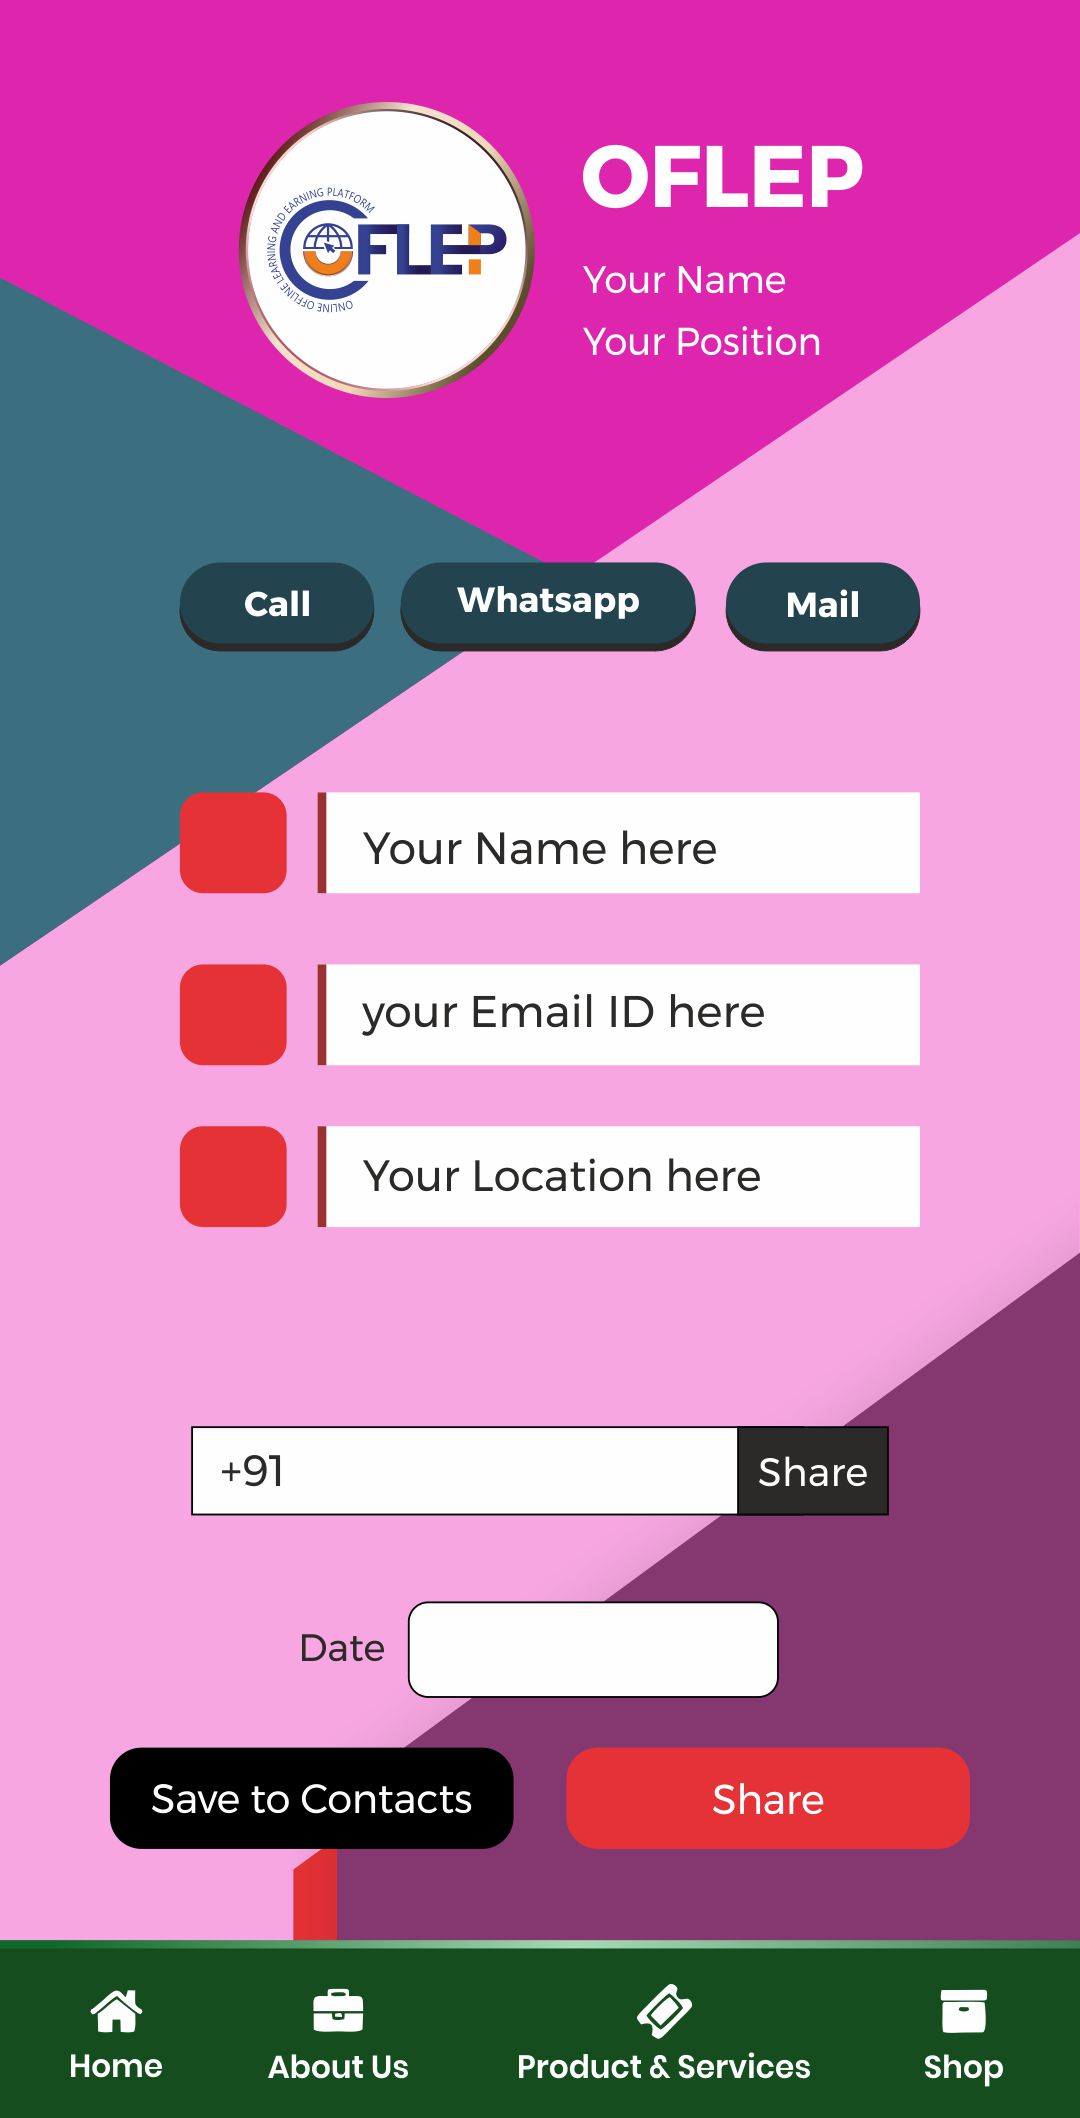 ONLINE OFFLINE LEARNING AND EARNING PLATFORM
OFLEP
OFLEP
Your Name
Your Position
Call
Whatsapp
Mail
Your Name here
your Email ID here
Your Location here
+91
Share
Date
Save to Contacts
Share
Home
About Us
Product & Services
Shop